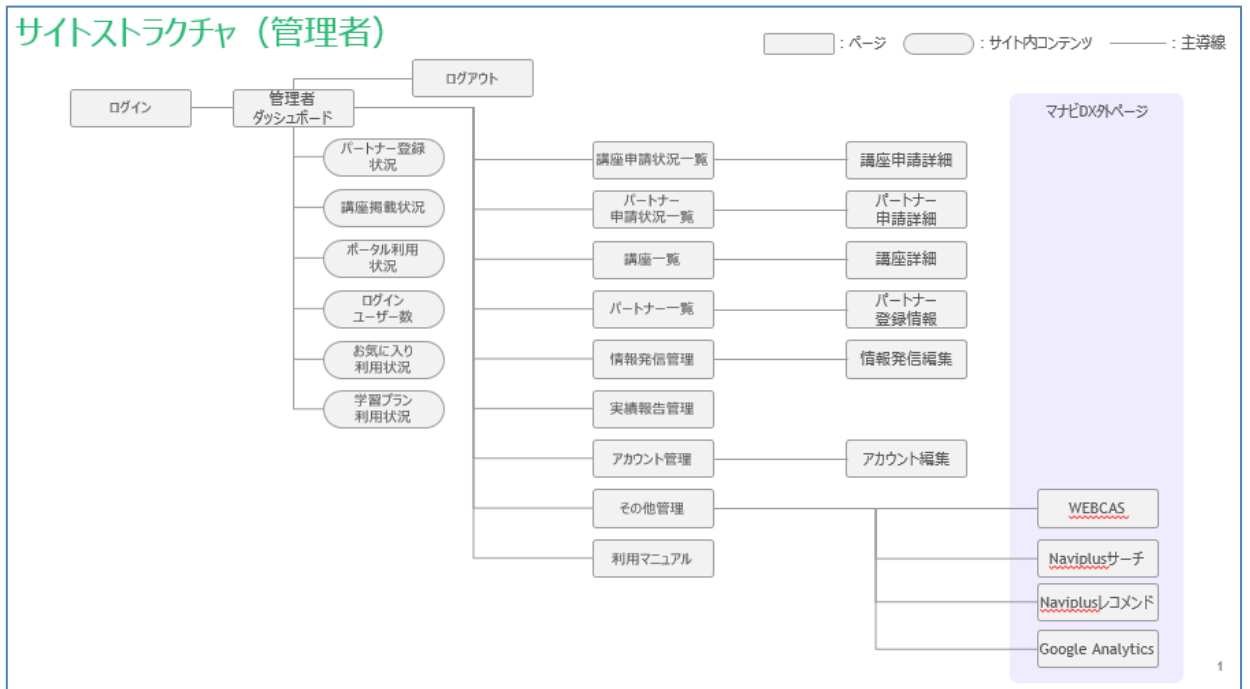 サイトストラクチャ（管理者）
：ページ
：サイト内コンテンツ
：主導線
ログアウト
ログイン
管理者
ダッシュボード
マナビDX外ページ
パートナー登録
状況
講座掲載状況
ポータル利用
状況
ログイン
ユーザー数
お気に入り
利用状況
学習プラン
利用状況
講座申請状況一覧
講座申請詳細
パートナー
申請状況一覧
パートナー
申請詳細
講座一覧
講座詳細
パートナー一覧
パートナー
登録情報
情報発信管理
情報発信編集
実績報告管理
アカウント管理
アカウント編集
その他管理
WEBCAS
利用マニュアル
Naviplusサーチ
Naviplusレコメンド
Google Analytics
1